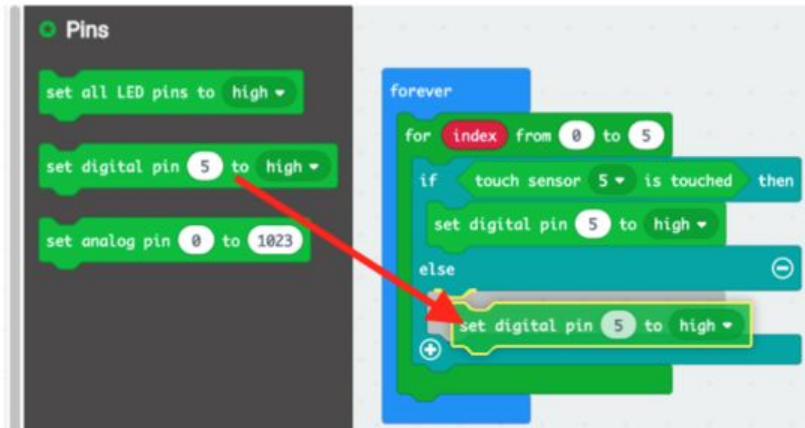 Pins
set all LED pins to high
set digital pin 5 to high
set analog pin 0 to 1023
forever
for index from 0 to 5
if touch sensor 5 is touched then
set digital pin 5 to high
else
set digital pin 5 to high